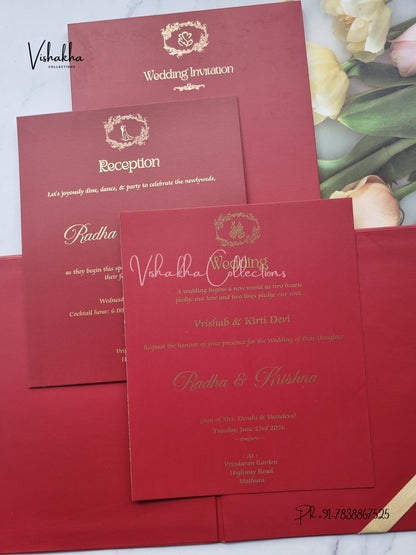 Vishakha
COLLECTIONS
Wedding Invitation
Reception
Let's joyously dine, dance, & party to celebrate the newlyweds,
Radha
as they begin this
their
Wednes
Cocktail hour: 6:00
Vri
Hi
Wedding
Vishakha Collections
A wedding begins a new world as two hearts
pledge our love and two lives pledge our soul...
Vrishab & Kirti Devi
Request the honour of your presence for the Wedding of their Daughter
Radha & Krishna
(Son of Mrs. Devaki & Vasudeva)
Tuesday, June 23rd 2026
: At :
Vrindavan Garden
Highway Road
Mathura
Ph +91-7838867525